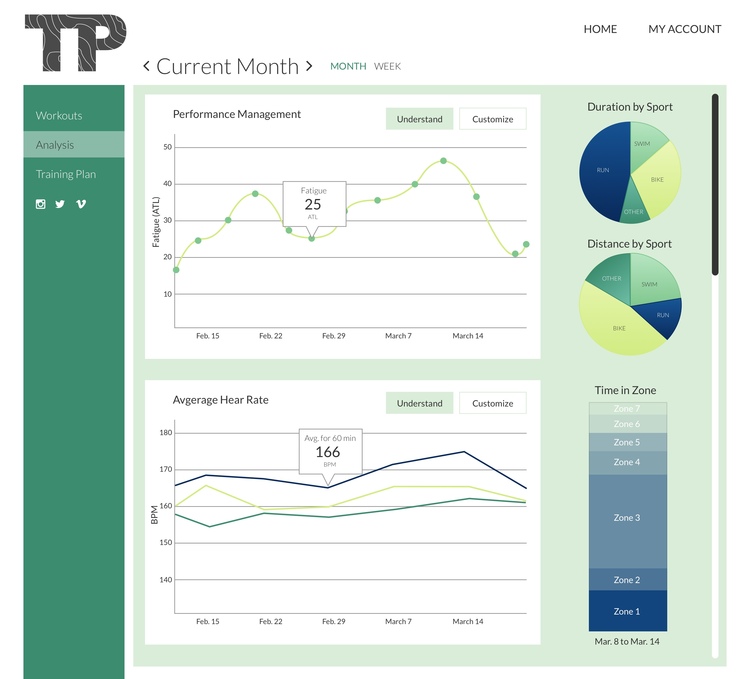 TP
HOME MY ACCOUNT
< Current Month > MONTH WEEK
Workouts
Analysis
Training Plan
Performance Management
Understand
Customize
Fatigue (ATL)
50
40
30
20
10
Fatigue
25
ATL
Feb. 15 Feb. 22 Feb. 29 March 7 March 14
Avgerage Hear Rate
Understand
Customize
BPM
180
170
160
150
140
Avg. for 60 min
166
BPM
Feb. 15 Feb. 22 Feb. 29 March 7 March 14
Duration by Sport
SWIM
RUN
BIKE
OTHER
Distance by Sport
OTHER
SWIM
RUN
BIKE
Time in Zone
Zone 7
Zone 6
Zone 5
Zone 4
Zone 3
Zone 2
Zone 1
Mar. 8 to Mar. 14